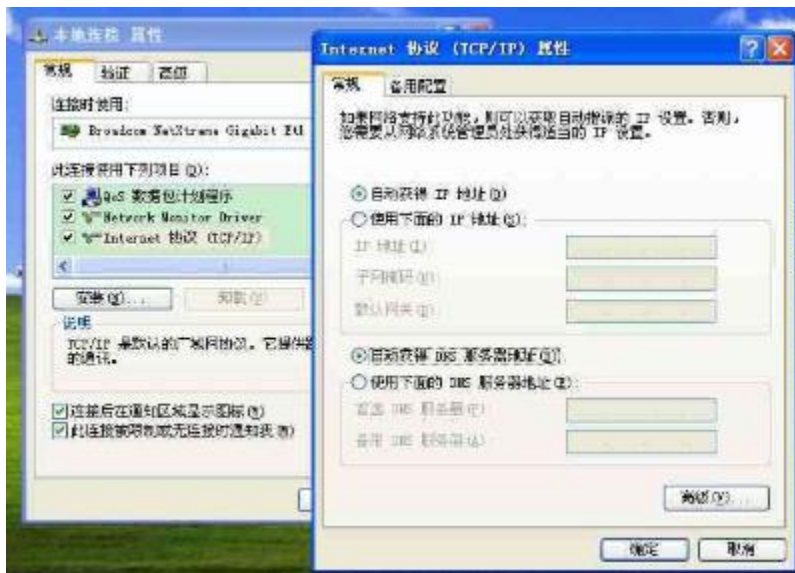 本地连接 属性
常规 验证 高级
连接时使用:
Broadcom NetXtreme Gigabit Et
此连接使用下列项目(O):
QoS 数据包计划程序
Network Monitor Driver
Internet 协议 (TCP/IP)
安装(N)... 卸载(U)
说明
TCP/IP 是默认的广域网协议。它提供
的通讯。
连接后在通知区域显示图标(W)
此连接被限制或无连接时通知我(M)
Internet 协议 (TCP/IP) 属性
常规 备用配置
如果网络支持此功能,则可以获取自动指派的 IP 设置。否则,
您需要从网络系统管理员处获得适当的 IP 设置。
自动获得 IP 地址(O)
使用下面的 IP 地址(S):
IP 地址(I):
子网掩码(U):
默认网关(D):
自动获得 DNS 服务器地址(B)
使用下面的 DNS 服务器地址(E):
首选 DNS 服务器(P):
备用 DNS 服务器(A):
高级(V)...
确定 取消